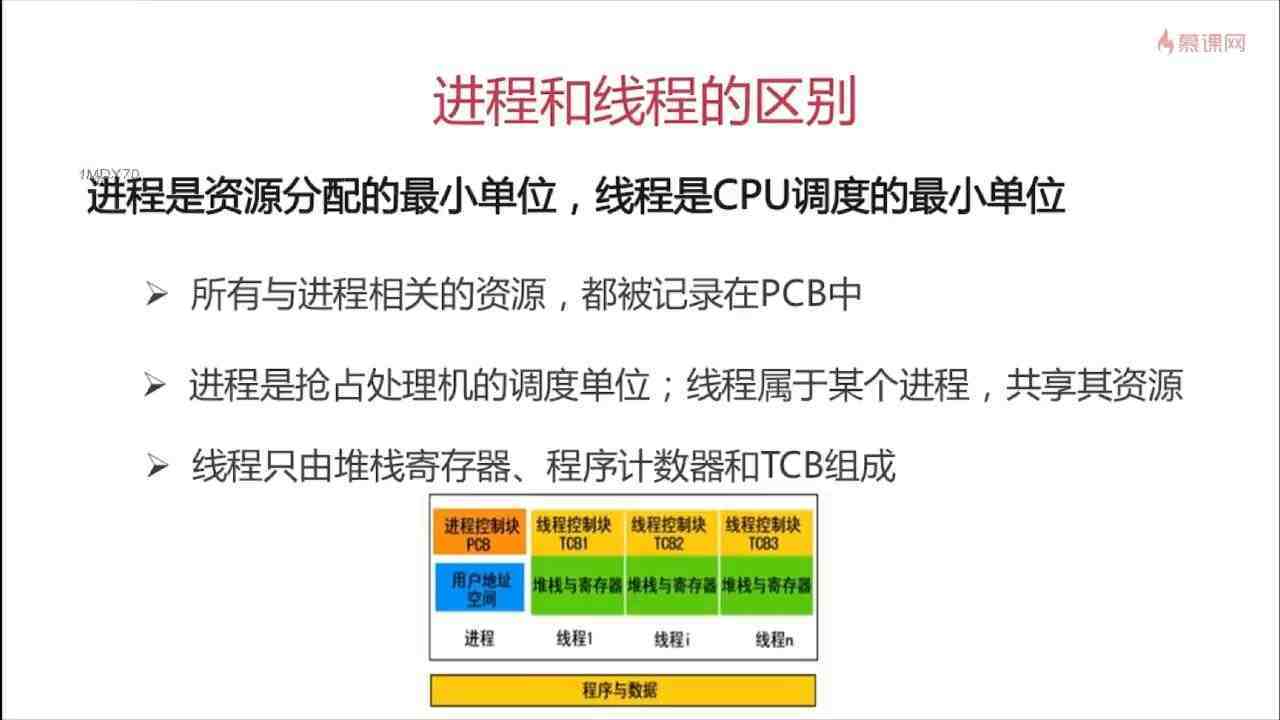 慕课网
进程和线程的区别
1MDX70
进程是资源分配的最小单位，线程是CPU调度的最小单位
所有与进程相关的资源，都被记录在PCB中
进程是抢占处理机的调度单位；线程属于某个进程，共享其资源
线程只由堆栈寄存器、程序计数器和TCB组成
进程控制块 线程控制块 线程控制块 线程控制块
PCB TCB1 TCB2 TCB3
用户地址 堆栈与寄存器 堆栈与寄存器 堆栈与寄存器
空间
进程 线程1 线程i 线程n
程序与数据